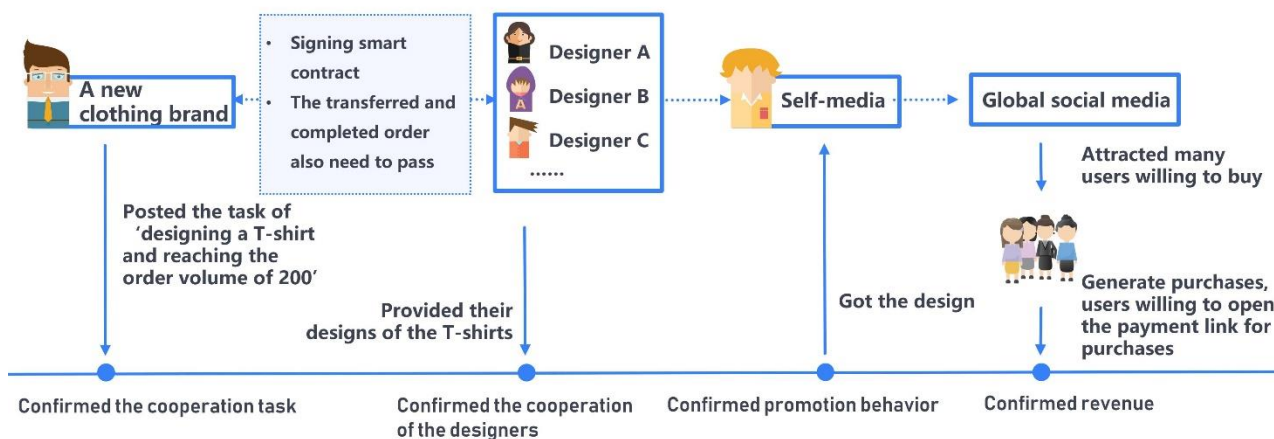 A new
clothing brand
• Signing smart
contract
• The transferred and
completed order
also need to pass
Designer A
Designer B
Designer C
......
A
Self-media
Global social media
Attracted many
users willing to buy
Posted the task of
‘designing a T-shirt
and reaching the
order volume of 200’
Provided their
designs of the T-shirts
Got the design
Generate purchases,
users willing to open
the payment link for
purchases
Confirmed the cooperation task
Confirmed the cooperation
of the designers
Confirmed promotion behavior
Confirmed revenue